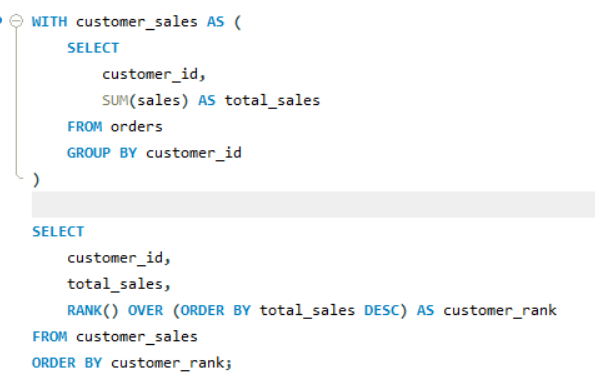 WITH customer_sales AS (
    SELECT
        customer_id,
        SUM(sales) AS total_sales
    FROM orders
    GROUP BY customer_id
)
SELECT
    customer_id,
    total_sales,
    RANK() OVER (ORDER BY total_sales DESC) AS customer_rank
FROM customer_sales
ORDER BY customer_rank;